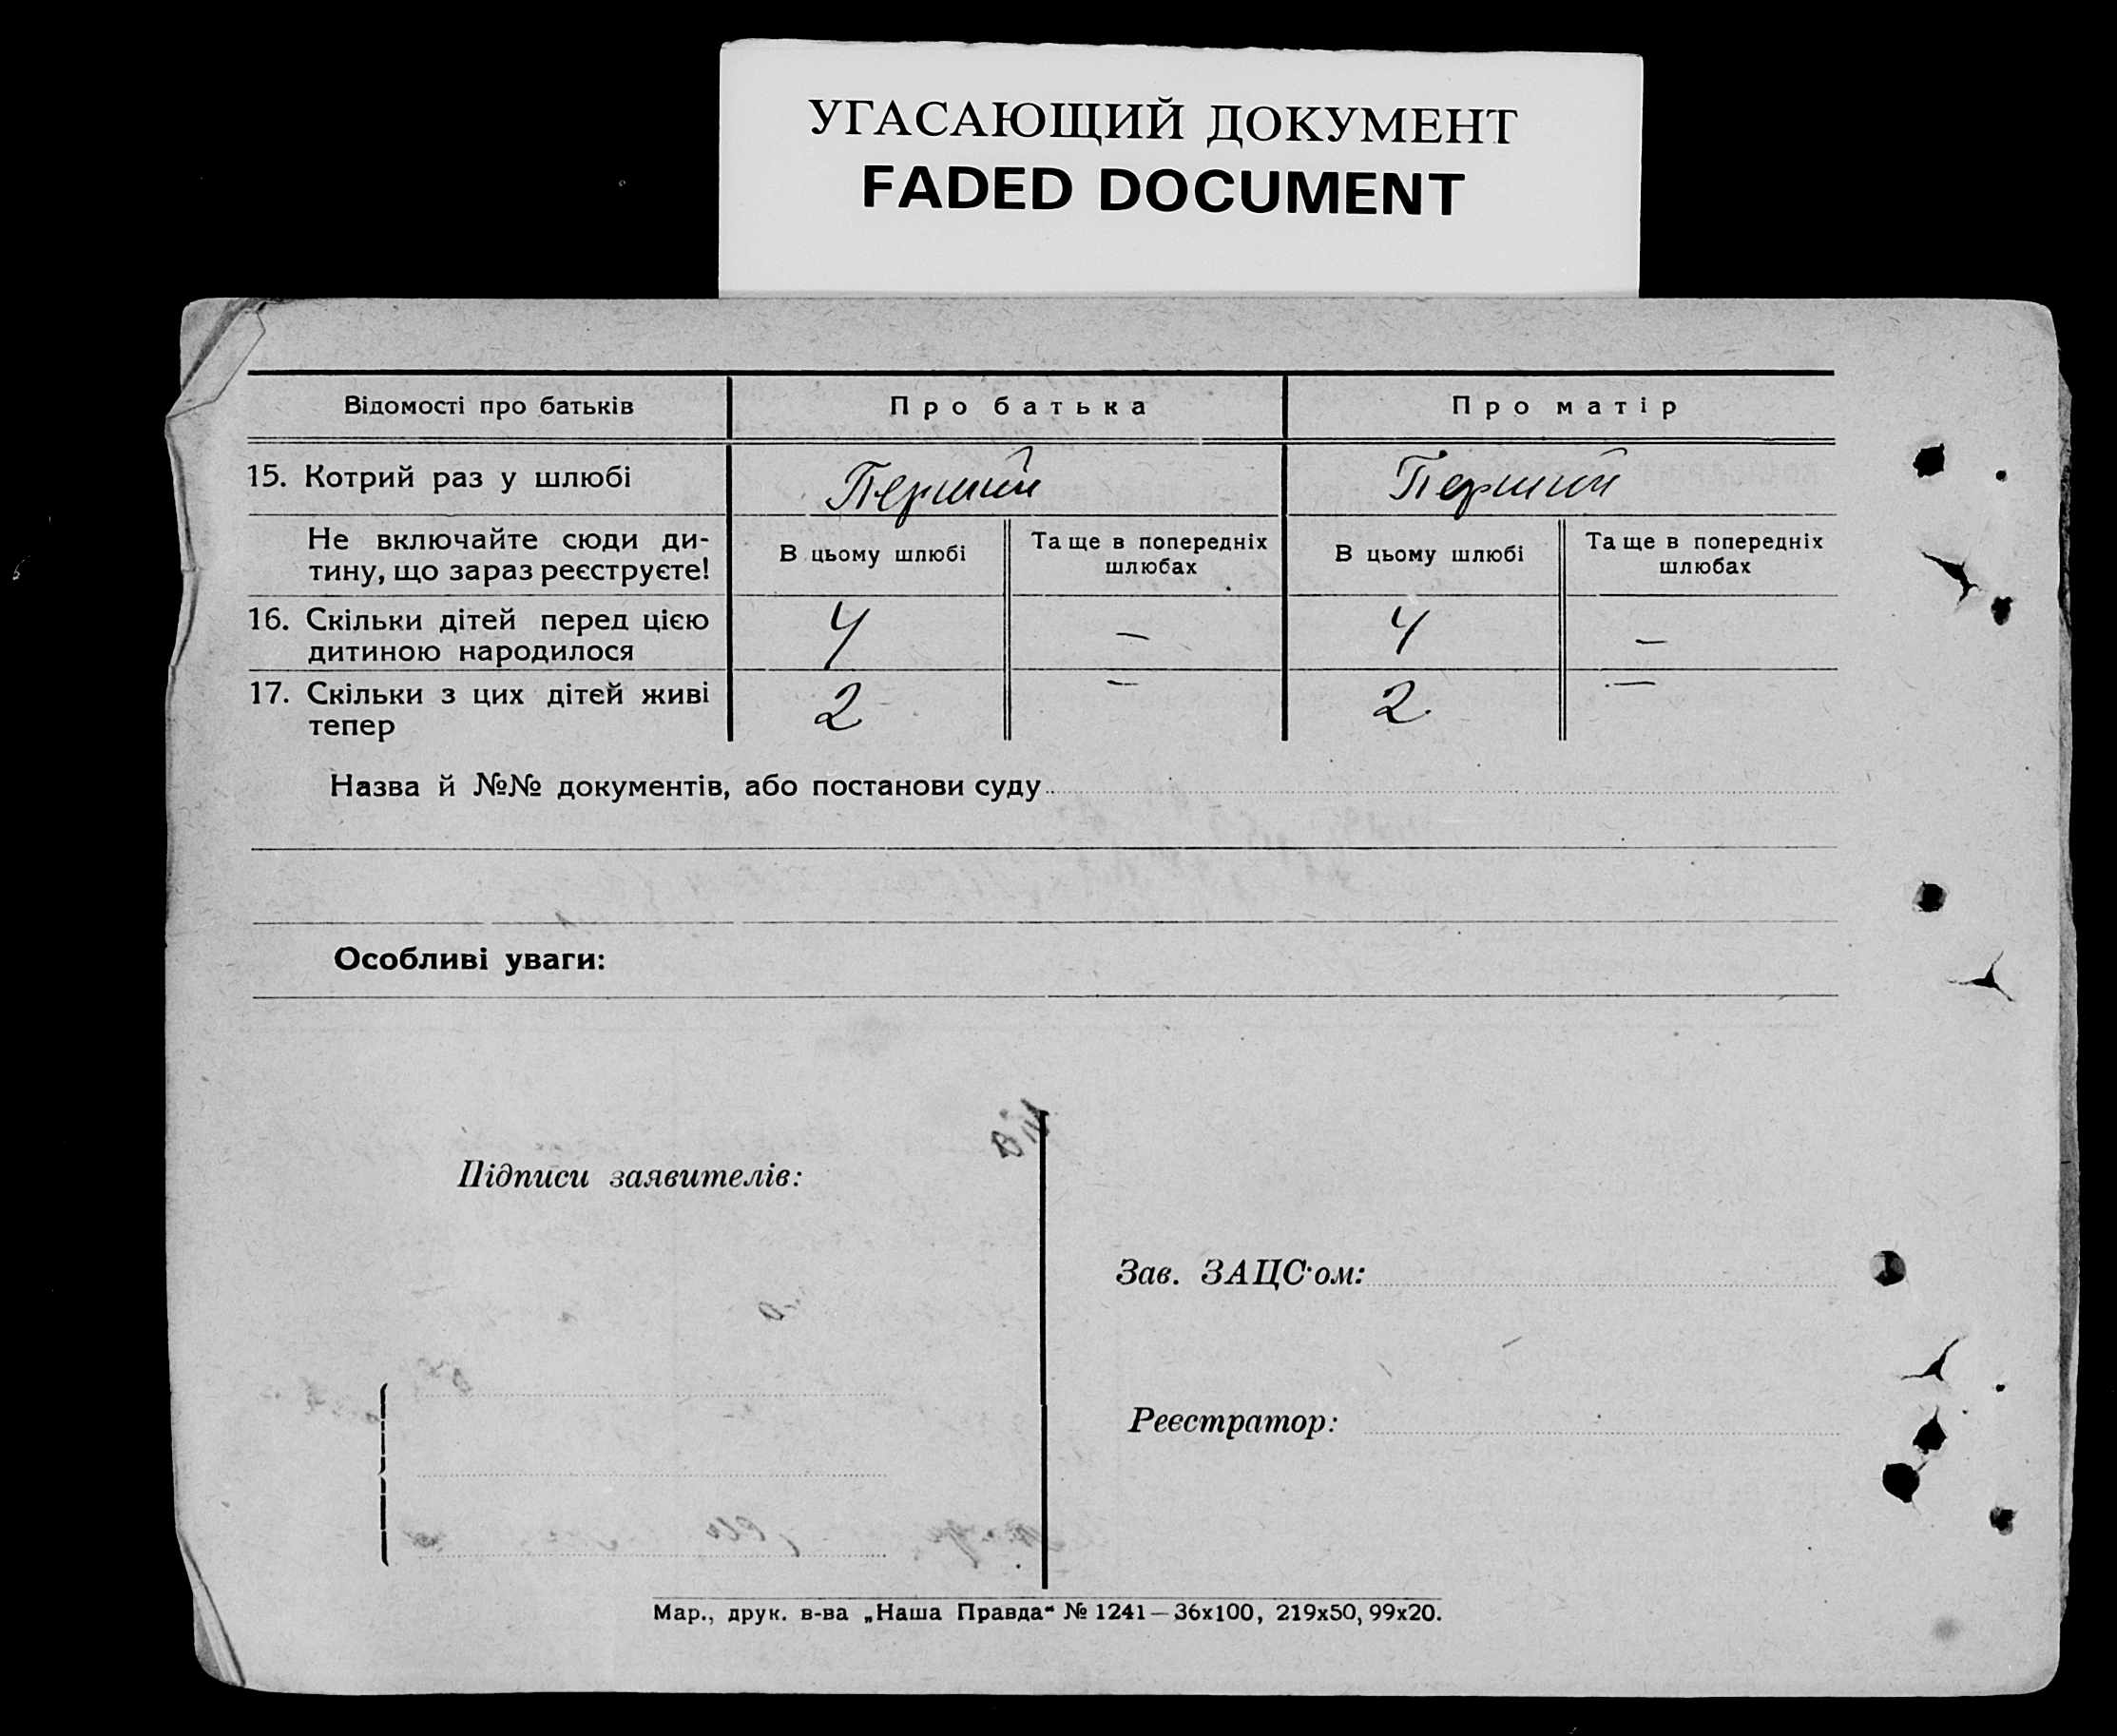 УГАСАЮЩИЙ ДОКУМЕНТ
FADED DOCUMENT
Відомості про батьків Про батька Про матір
15. Котрий раз у шлюбі Перший Перший
Не включайте сюди ди-
тину, що зараз реєструєте!
В цьому шлюбі
Та ще в попередніх
шлюбах
В цьому шлюбі
Та ще в попередніх
шлюбах
16. Скільки дітей перед цією
дитиною народилося
4 — 4 —
17. Скільки з цих дітей живі
тепер
2 — 2 —
Назва й №№ документів, або постанови суду
Особливі уваги:
Підписи заявителів:
Зав. ЗАЦС'ом:
Реєстратор:
Мар., друк. в-ва „Наша Правда“ № 1241—36х100, 219х50, 99х20.